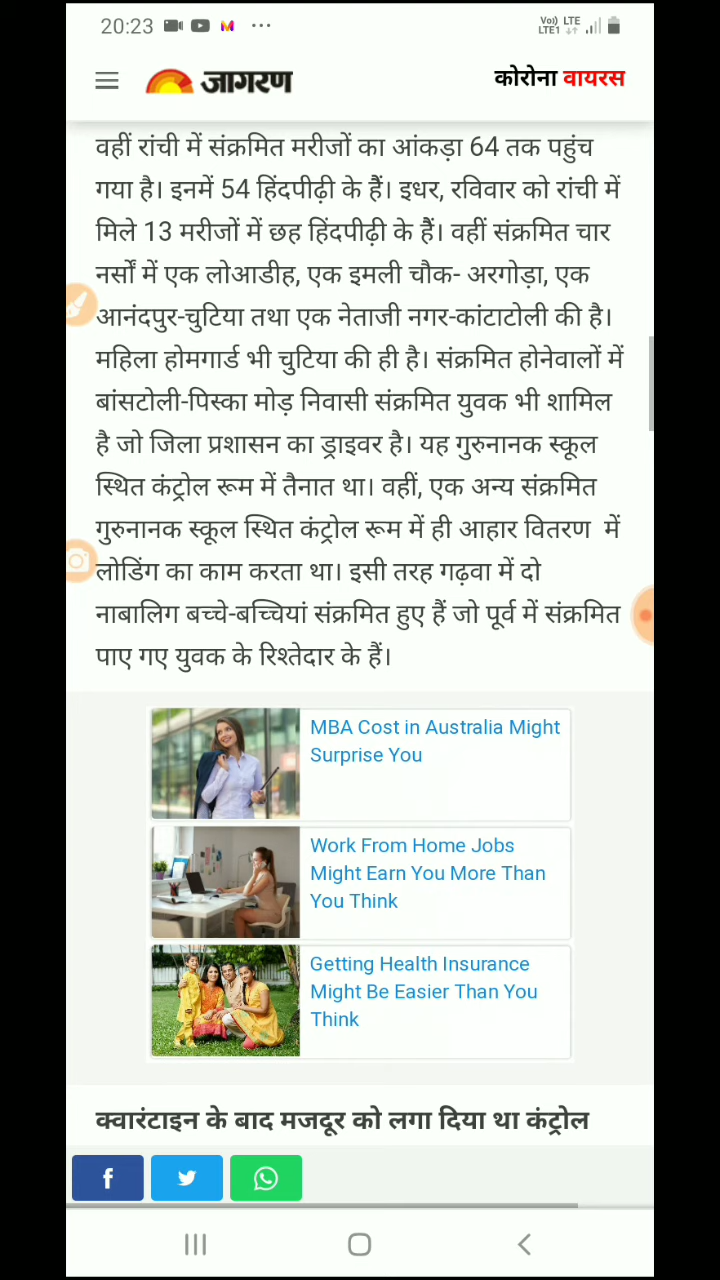 20:23
Vo) LTE
LTE1
जागरण
कोरोना वायरस
वहीं रांची में संक्रमित मरीजों का आंकड़ा 64 तक पहुंच
गया है। इनमें 54 हिंदपीढ़ी के हैं। इधर, रविवार को रांची में
मिले 13 मरीजों में छह हिंदपीढ़ी के हैं। वहीं संक्रमित चार
नर्सों में एक लोआडीह, एक इमली चौक- अरगोड़ा, एक
आनंदपुर-चुटिया तथा एक नेताजी नगर-कांटाटोली की है।
महिला होमगार्ड भी चुटिया की ही है। संक्रमित होनेवालों में
बांसटोली-पिस्का मोड़ निवासी संक्रमित युवक भी शामिल
है जो जिला प्रशासन का ड्राइवर है। यह गुरुनानक स्कूल
स्थित कंट्रोल रूम में तैनात था। वहीं, एक अन्य संक्रमित
गुरुनानक स्कूल स्थित कंट्रोल रूम में ही आहार वितरण में
लोडिंग का काम करता था। इसी तरह गढ़वा में दो
नाबालिग बच्चे-बच्चियां संक्रमित हुए हैं जो पूर्व में संक्रमित
पाए गए युवक के रिश्तेदार के हैं।
MBA Cost in Australia Might
Surprise You
Work From Home Jobs
Might Earn You More Than
You Think
Getting Health Insurance
Might Be Easier Than You
Think
क्वारंटाइन के बाद मजदूर को लगा दिया था कंट्रोल